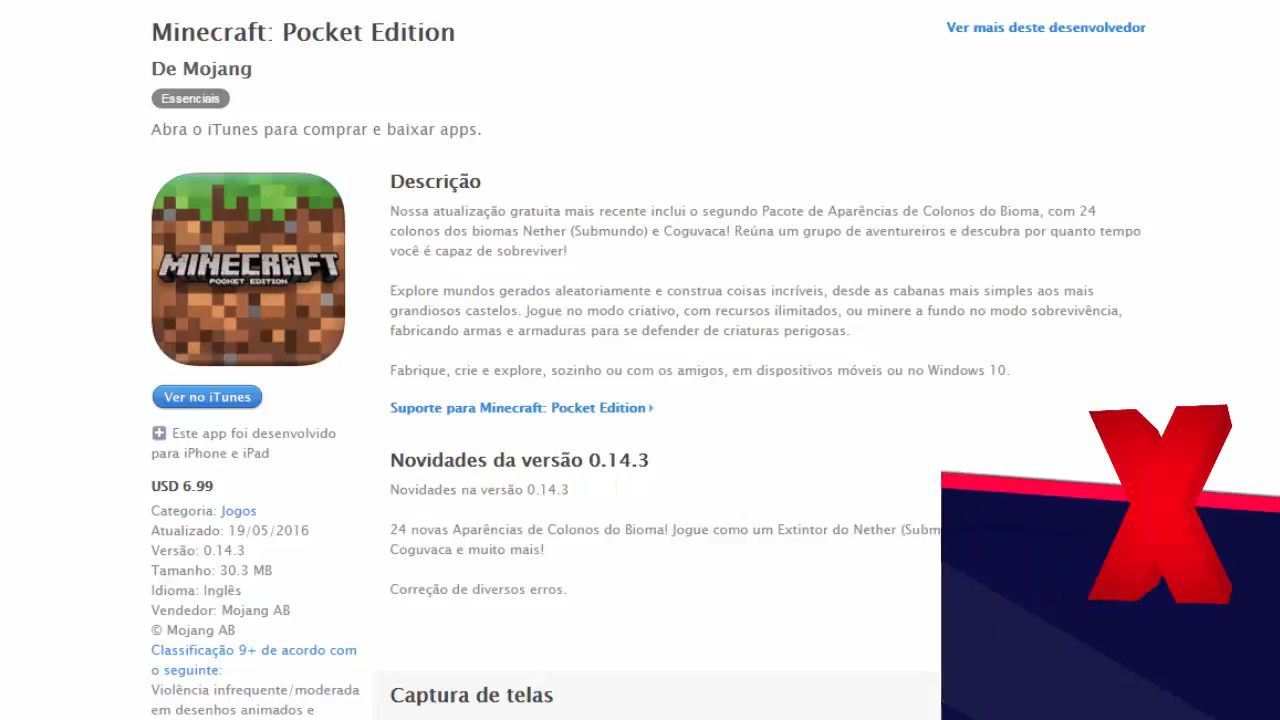 Minecraft: Pocket Edition
Ver mais deste desenvolvedor
De Mojang
Essenciais
Abra o iTunes para comprar e baixar apps.
MINECRAFT
POCKET EDITION
Ver no iTunes
Este app foi desenvolvido
para iPhone e iPad
USD 6.99
Categoria: Jogos
Atualizado: 19/05/2016
Versão: 0.14.3
Tamanho: 30.3 MB
Idioma: Inglês
Vendedor: Mojang AB
© Mojang AB
Classificação 9+ de acordo com
o seguinte:
Violência infrequente/moderada
em desenhos animados e
Descrição
Nossa atualização gratuita mais recente inclui o segundo Pacote de Aparências de Colonos do Bioma, com 24
colonos dos biomas Nether (Submundo) e Coguvaca! Reúna um grupo de aventureiros e descubra por quanto tempo
você é capaz de sobreviver!
Explore mundos gerados aleatoriamente e construa coisas incríveis, desde as cabanas mais simples aos mais
grandiosos castelos. Jogue no modo criativo, com recursos ilimitados, ou minere a fundo no modo sobrevivência,
fabricando armas e armaduras para se defender de criaturas perigosas.
Fabrique, crie e explore, sozinho ou com os amigos, em dispositivos móveis ou no Windows 10.
Suporte para Minecraft: Pocket Edition
Novidades da versão 0.14.3
Novidades na versão 0.14.3
24 novas Aparências de Colonos do Bioma! Jogue como um Extintor do Nether (Subm
Coguvaca e muito mais!
Correção de diversos erros.
Captura de telas
X